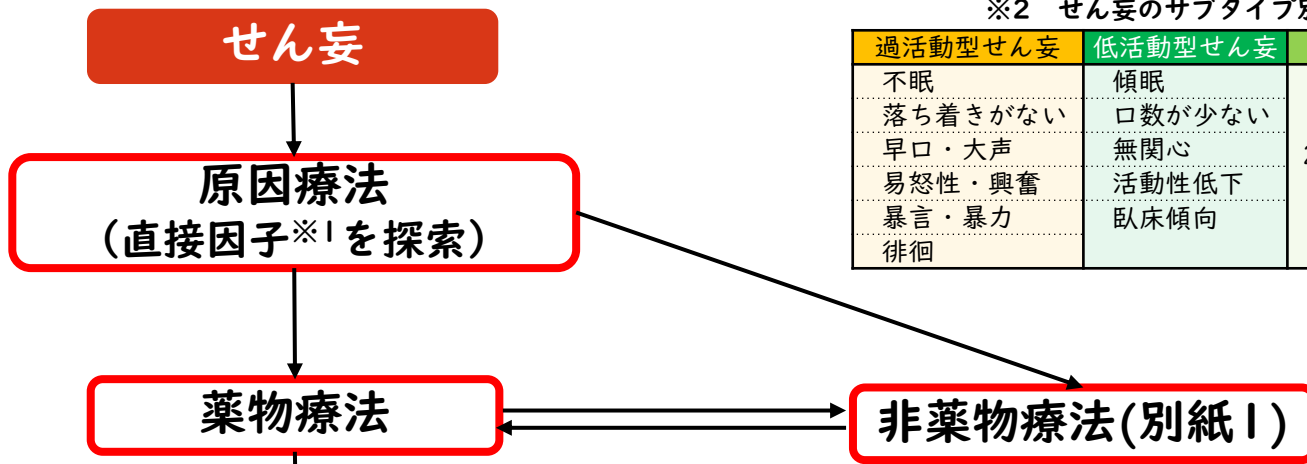 せん妄
原因療法
(直接因子※1を探索)
薬物療法
非薬物療法(別紙1)
※2 せん妄のサブタイプ別
過活動型せん妄 低活動型せん妄
不眠 傾眠
落ち着きがない 口数が少ない
早口・大声 無関心
易怒性・興奮 活動性低下
暴言・暴力 臥床傾向
徘徊